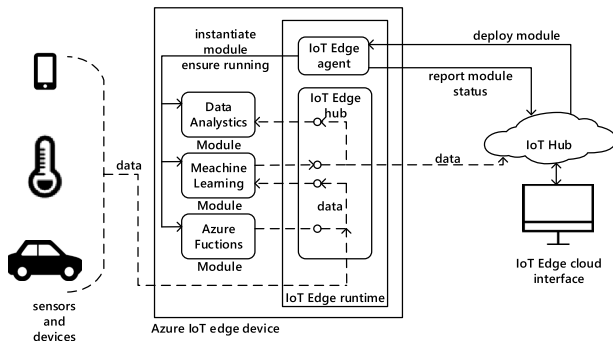 instantiate
module
ensure running
IoT Edge
agent
deploy module
report module
status
IoT Edge
hub
Data
Analystics
Module
Meachine
Learning
Module
Azure
Fuctions
Module
data
data
data
IoT Hub
IoT Edge cloud
interface
sensors
and
devices
IoT Edge runtime
Azure IoT edge device